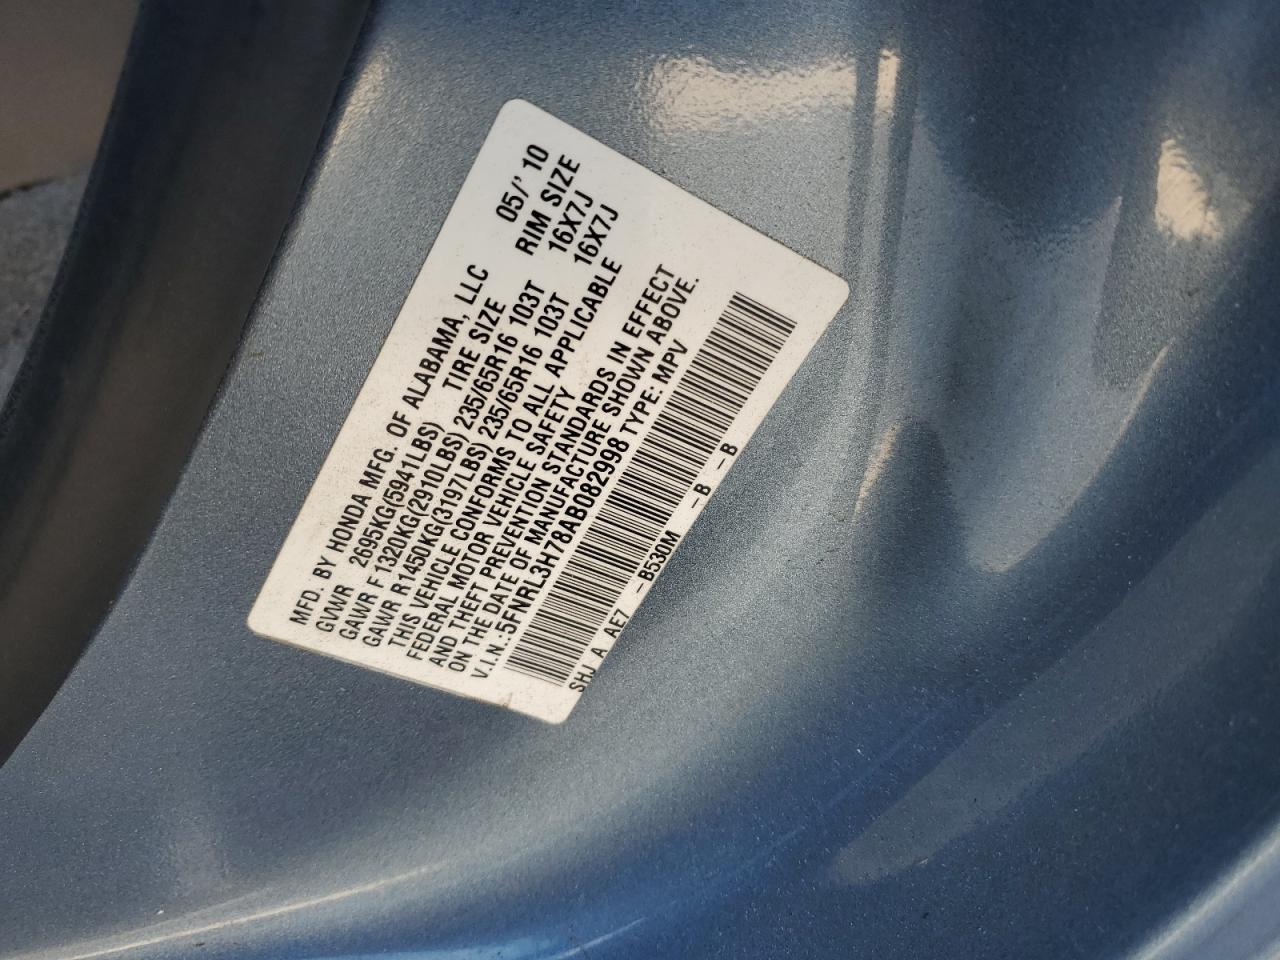 MFD. BY HONDA MFG. OF ALABAMA, LLC 05/' 10
GVWR 2695KG(5941LBS) TIRE SIZE RIM SIZE
GAWR F 1320KG(2910LBS) 235/65R16 103T 16X7J
GAWR R1450KG(3197LBS) 235/65R16 103T 16X7J
THIS VEHICLE CONFORMS TO ALL APPLICABLE
FEDERAL MOTOR VEHICLE SAFETY
AND THEFT PREVENTION STANDARDS IN EFFECT
ON THE DATE OF MANUFACTURE SHOWN ABOVE.
V.I.N.:5FNRL3H78AB082998 TYPE: MPV
SHJ A AE7 -B530M -B -B